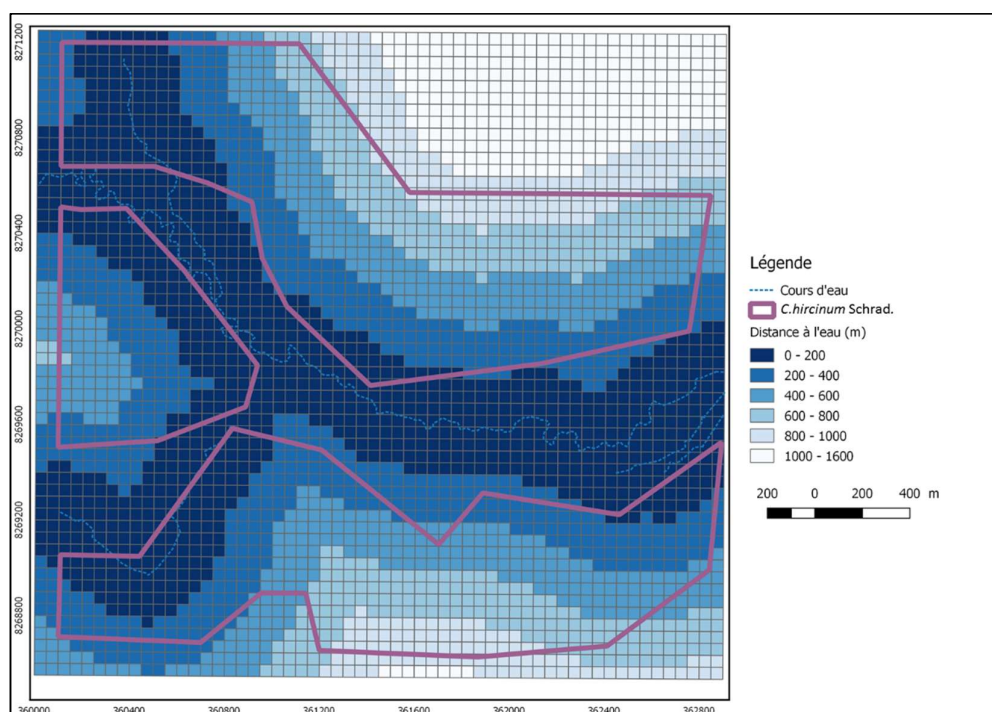 8271200
8270800
8270400
8270000
8269600
8269200
8268800
360000
360400
360800
361200
361600
362000
362400
362800
Légende
Cours d'eau
C.hircinum Schrad.
Distance à l'eau (m)
0 - 200
200 - 400
400 - 600
600 - 800
800 - 1000
1000 - 1600
200 0 200 400 m